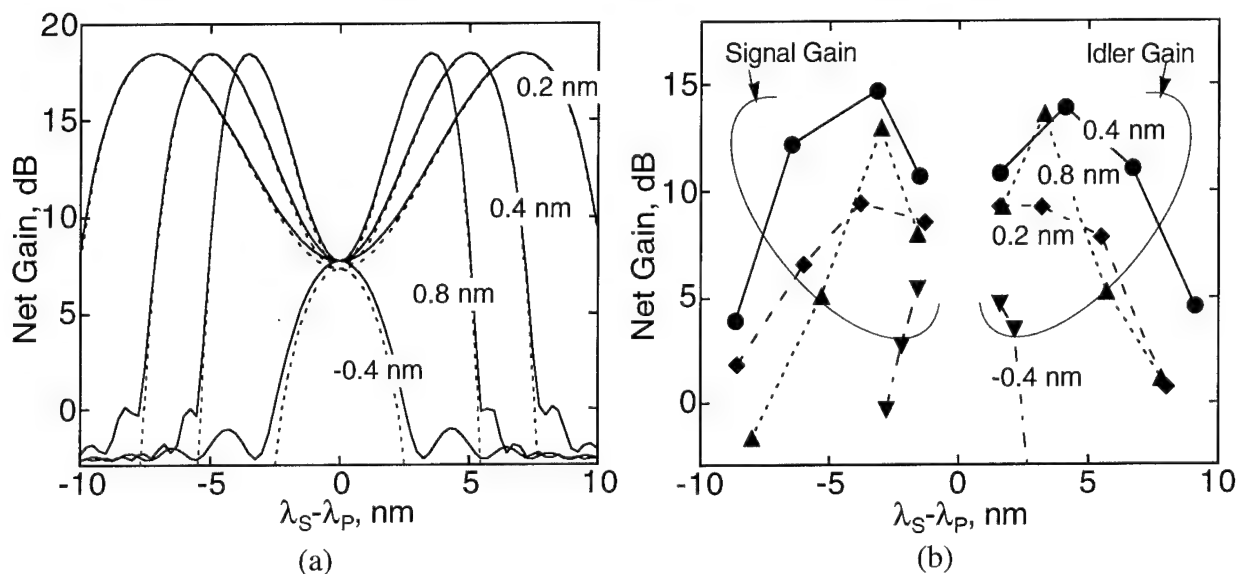 20
15
10
5
0
-10
-5
0
5
10
Net Gain, dB
λS-λP, nm
0.2 nm
0.4 nm
0.8 nm
-0.4 nm
(a)
15
10
5
0
-10
-5
0
5
10
Net Gain, dB
λS-λP, nm
Signal Gain
Idler Gain
0.4 nm
0.8 nm
0.2 nm
-0.4 nm
(b)